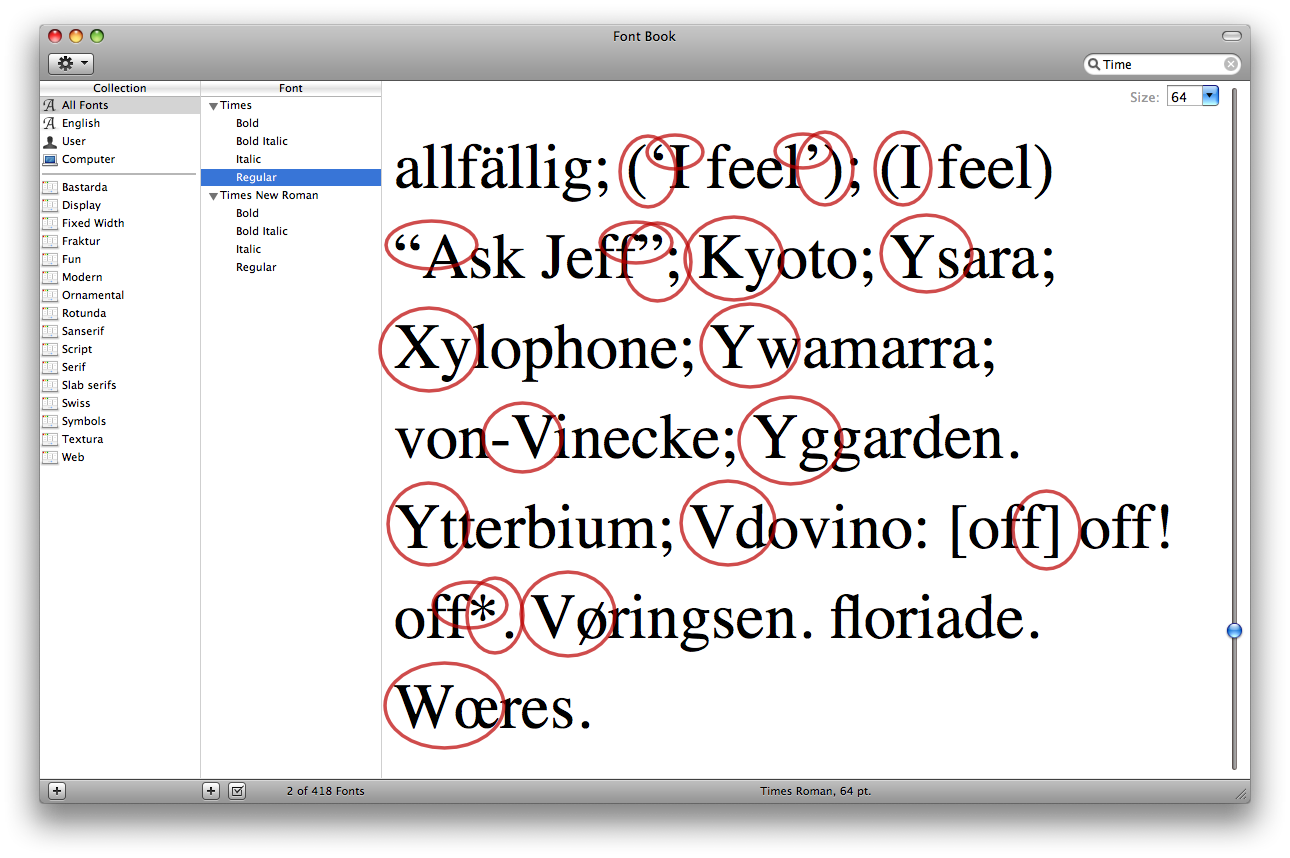 Font Book
Time
Collection
All Fonts
English
User
Computer
Bastarda
Display
Fixed Width
Fraktur
Fun
Modern
Ornamental
Rotunda
Sanserif
Script
Serif
Slab serifs
Swiss
Symbols
Textura
Web
Font
Times
Bold
Bold Italic
Italic
Regular
Times New Roman
Bold
Bold Italic
Italic
Regular
Size: 64
allfällig; (‘I feel’); (I feel)
“Ask Jeff”; Kyoto; Ysara;
Xylophone; Ywamarra;
von-Vinecke; Yggarden.
Ytterbium; Vdovino: [off] off!
off*. Vøringsen. floriade.
Wœres.
2 of 418 Fonts
Times Roman, 64 pt.